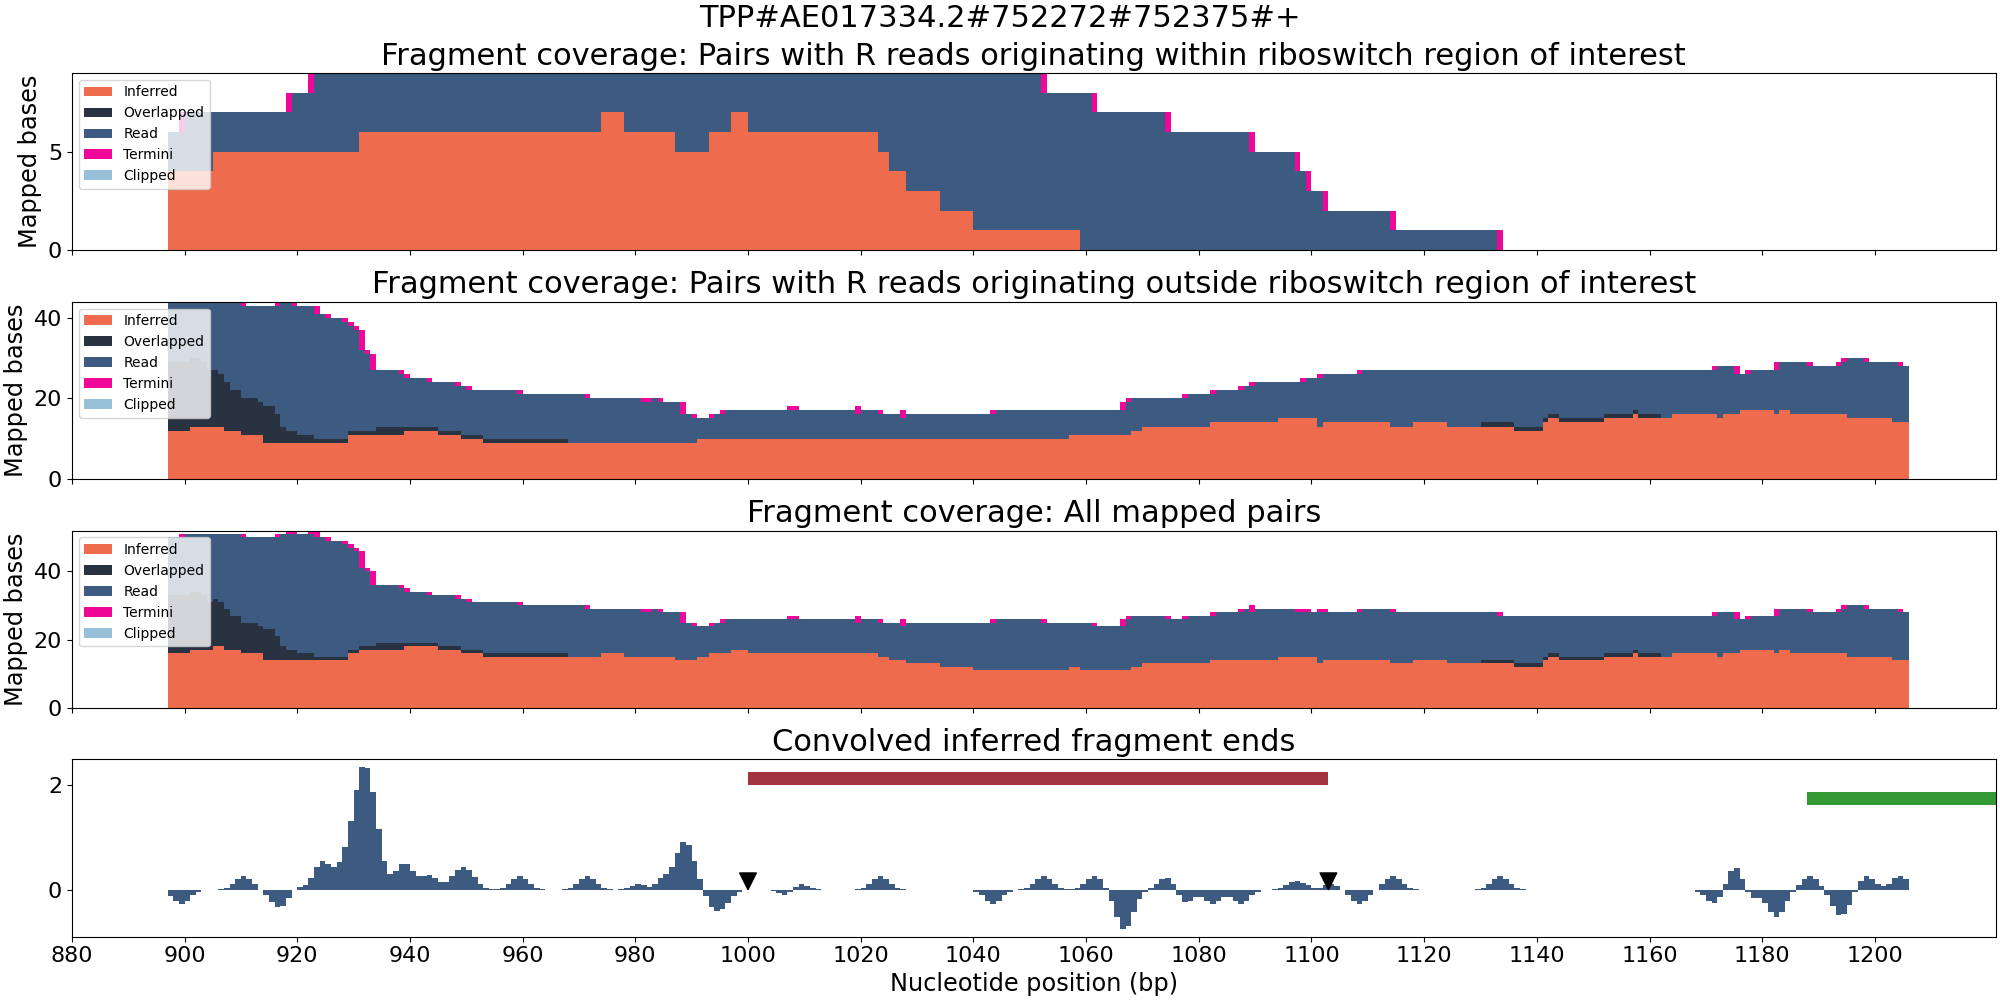 TPP#AE017334.2#752272#752375#+
Fragment coverage: Pairs with R reads originating within riboswitch region of interest
Mapped bases
5
0
Inferred
Overlapped
Read
Termini
Clipped
Fragment coverage: Pairs with R reads originating outside riboswitch region of interest
Mapped bases
40
20
0
Inferred
Overlapped
Read
Termini
Clipped
Fragment coverage: All mapped pairs
Mapped bases
40
20
0
Inferred
Overlapped
Read
Termini
Clipped
Convolved inferred fragment ends
2
0
880 900 920 940 960 980 1000 1020 1040 1060 1080 1100 1120 1140 1160 1180 1200
Nucleotide position (bp)